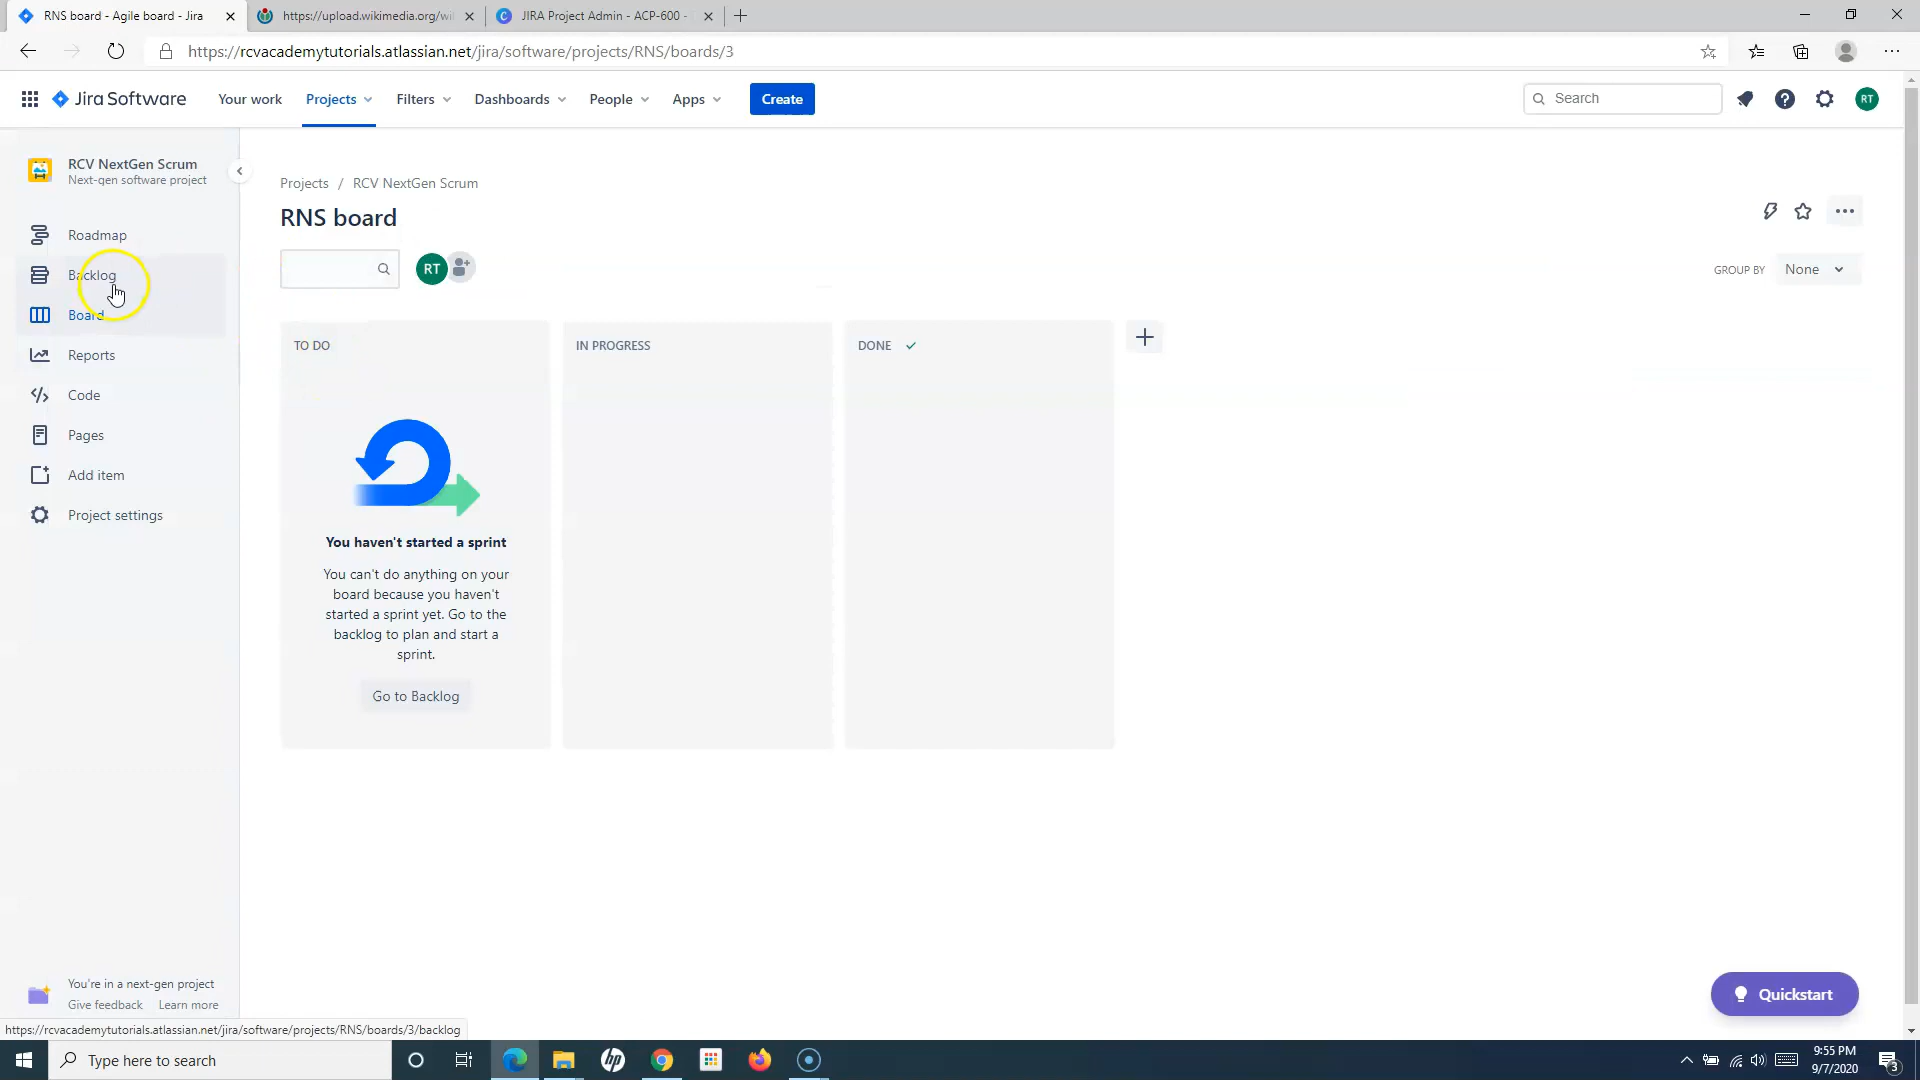 RNS board - Agile board - Jira
https://upload.wikimedia.org/wi
JIRA Project Admin - ACP-600 -
https://rcvacademytutorials.atlassian.net/jira/software/projects/RNS/boards/3
Jira Software
Your work
Projects
Filters
Dashboards
People
Apps
Create
Search
RT
RCV NextGen Scrum
Next-gen software project
Roadmap
Backlog
Board
Reports
Code
Pages
Add item
Project settings
Projects / RCV NextGen Scrum
RNS board
RT
GROUP BY
None
TO DO
IN PROGRESS
DONE
You haven't started a sprint
You can't do anything on your
board because you haven't
started a sprint yet. Go to the
backlog to plan and start a
sprint.
Go to Backlog
You're in a next-gen project
Give feedback
Learn more
Quickstart
https://rcvacademytutorials.atlassian.net/jira/software/projects/RNS/boards/3/backlog
Type here to search
hp
9:55 PM
9/7/2020
3